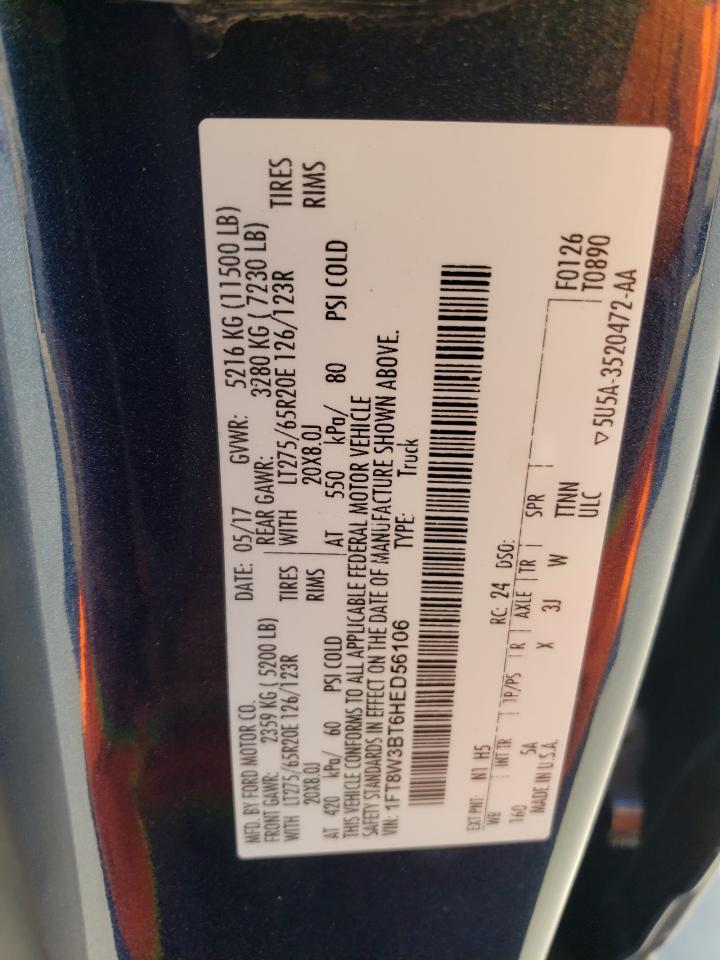 MFD. BY FORD MOTOR CO.
DATE: 05/17 GVWR: 5216 KG (11500 LB)
FRONT GAWR: 2359 KG ( 5200 LB) REAR GAWR: 3280 KG ( 7230 LB)
WITH LT275/65R20E 126/123R TIRES WITH LT275/65R20E 126/123R TIRES
20X8.0J RIMS 20X8.0J RIMS
AT 420 kPa/ 60 PSI COLD AT 550 kPa/ 80 PSI COLD
THIS VEHICLE CONFORMS TO ALL APPLICABLE FEDERAL MOTOR VEHICLE
SAFETY STANDARDS IN EFFECT ON THE DATE OF MANUFACTURE SHOWN ABOVE.
VIN: 1FT8W3BT6HED56106 TYPE: Truck
EXT PNT: N1 H5 RC: 24 DSO:
WB INT TR TP/PS R AXLE TR SPR F0126
160 5A X 3J W TTNN T0890
MADE IN U.S.A. ULC ▽5U5A-3520472-AA